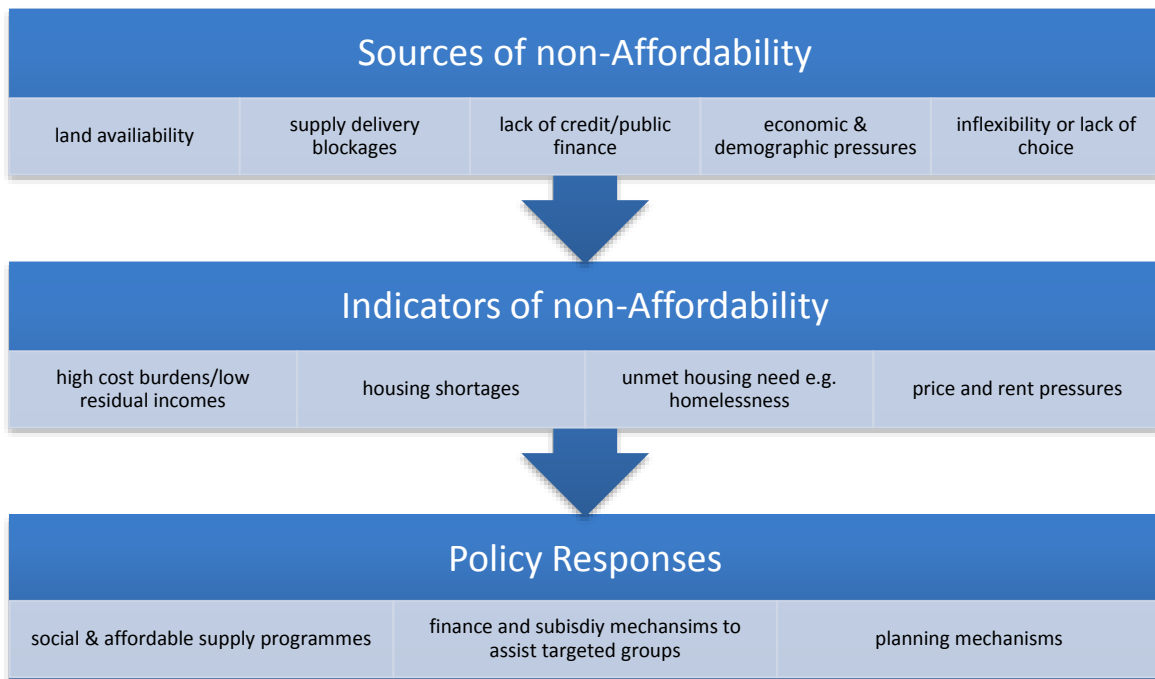 Sources of non-Affordability
land availiability
supply delivery
blockages
lack of credit/public
finance
economic &
demographic pressures
inflexibility or lack of
choice
Indicators of non-Affordability
high cost burdens/low
residual incomes
housing shortages
unmet housing need e.g.
homelessness
price and rent pressures
Policy Responses
social & affordable supply programmes
finance and subisdiy mechansims to
assist targeted groups
planning mechanisms